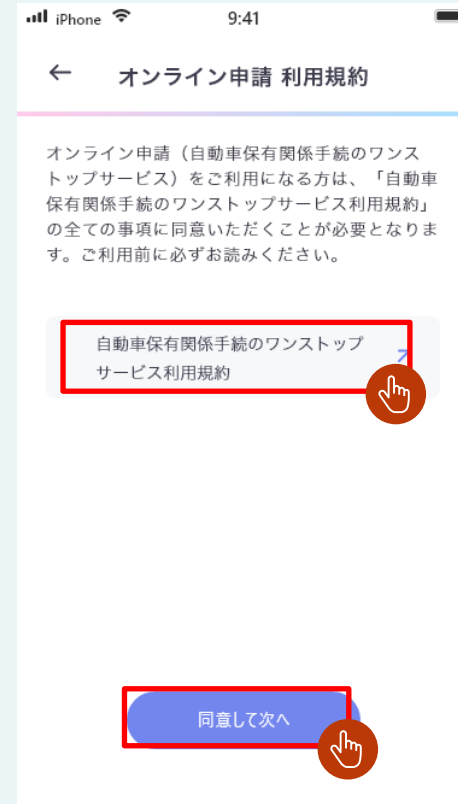 iPhone 9:41
オンライン申請 利用規約
オンライン申請（自動車保有関係手続のワンス
トップサービス）をご利用になる方は、「自動車
保有関係手続のワンストップサービス利用規約」
の全ての事項に同意いただくことが必要となりま
す。ご利用前に必ずお読みください。
自動車保有関係手続のワンストップ
サービス利用規約
同意して次へ